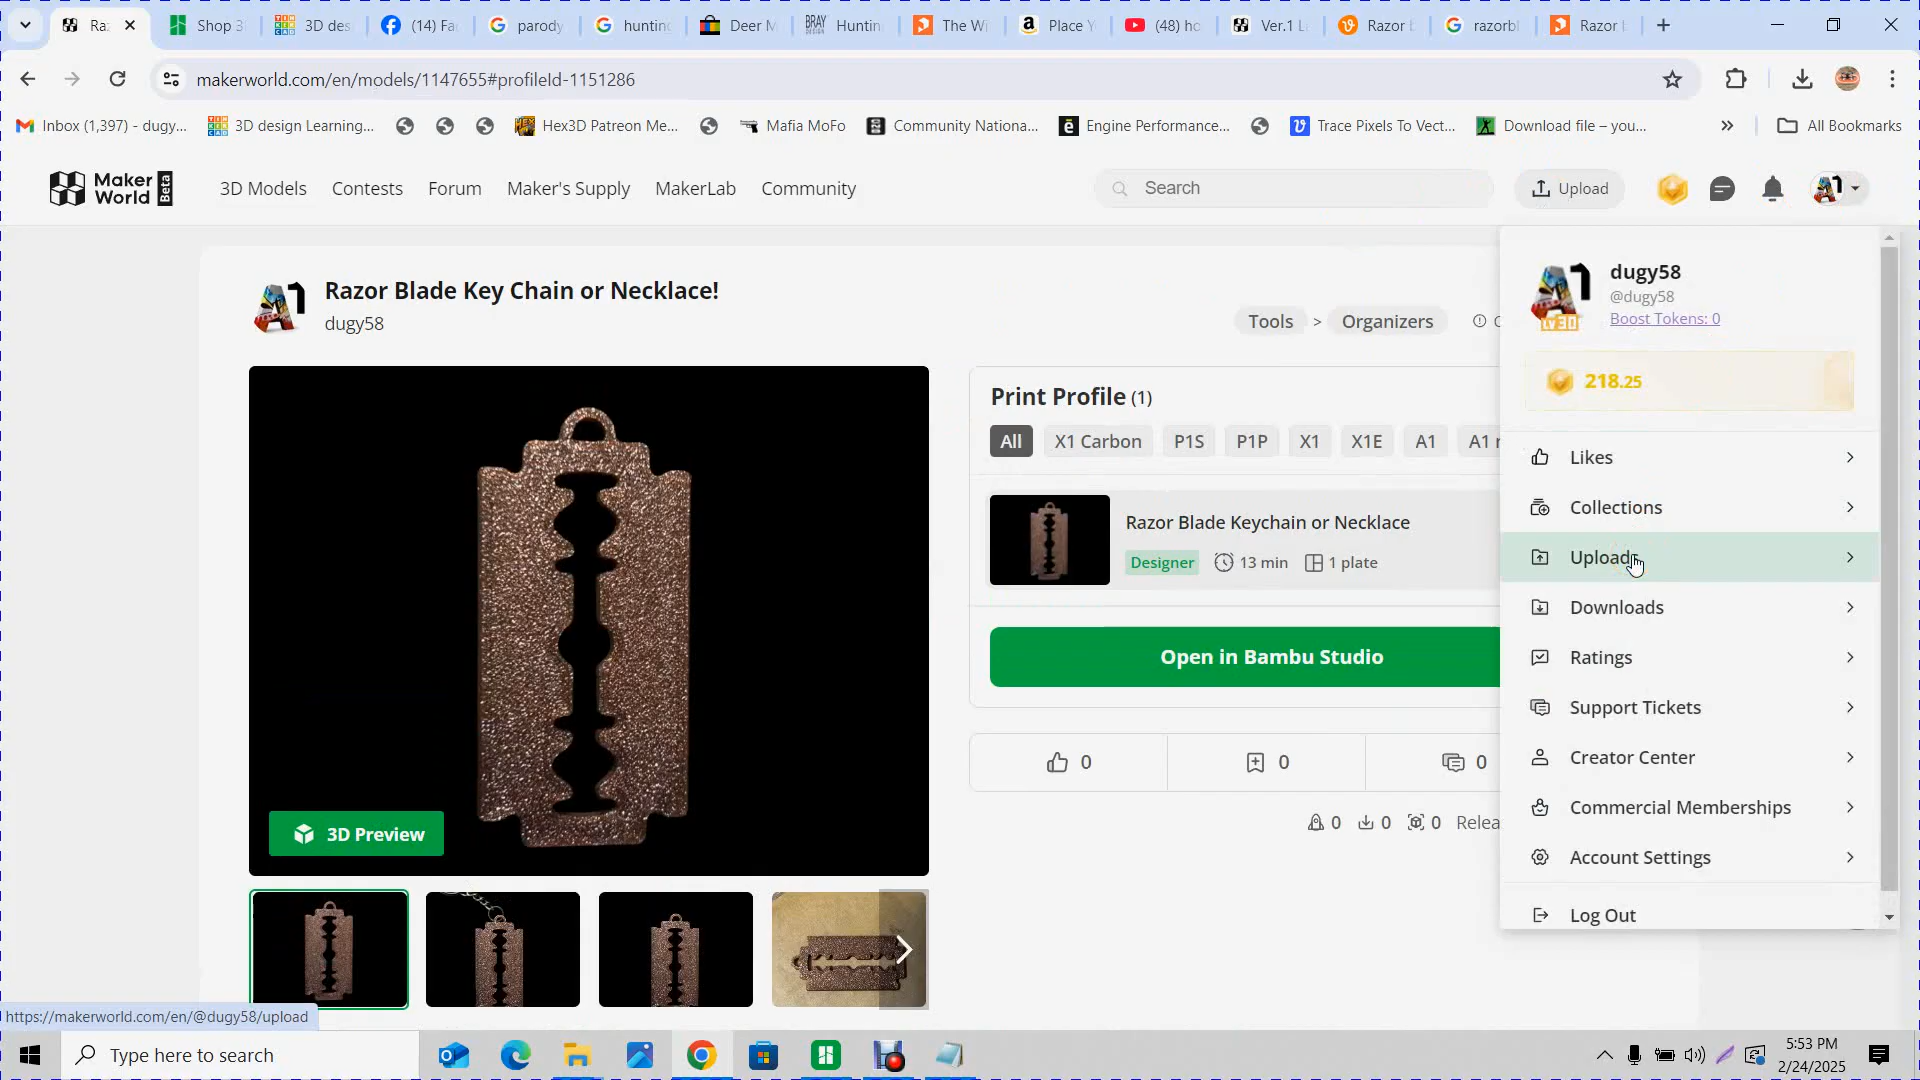 Ra
Shop 3
3D des
(14) Fa
parody
huntin
Deer M
Huntin
The Wi
Place Y
(48) ho
Ver.1 L
Razor b
razorbl
Razor b
makerworld.com/en/models/1147655#profileId-1151286
Inbox (1,397) - dugy...
3D design Learning...
Hex3D Patreon Me...
Mafia MoFo
Community Nationa...
Engine Performance...
Trace Pixels To Vect...
Download file – you...
All Bookmarks
Maker World Beta
3D Models
Contests
Forum
Maker's Supply
MakerLab
Community
Search
Upload
Razor Blade Key Chain or Necklace!
dugy58
Tools > Organizers
3D Preview
Print Profile (1)
All
X1 Carbon
P1S
P1P
X1
X1E
A1
A1
Razor Blade Keychain or Necklace
Designer
13 min
1 plate
Open in Bambu Studio
0
0
0
0
0
0
Relea
A1
LV30
dugy58
@dugy58
Boost Tokens: 0
218.25
Likes
Collections
Uploads
Downloads
Ratings
Support Tickets
Creator Center
Commercial Memberships
Account Settings
Log Out
https://makerworld.com/en/@dugy58/upload
Type here to search
5:53 PM
2/24/2025